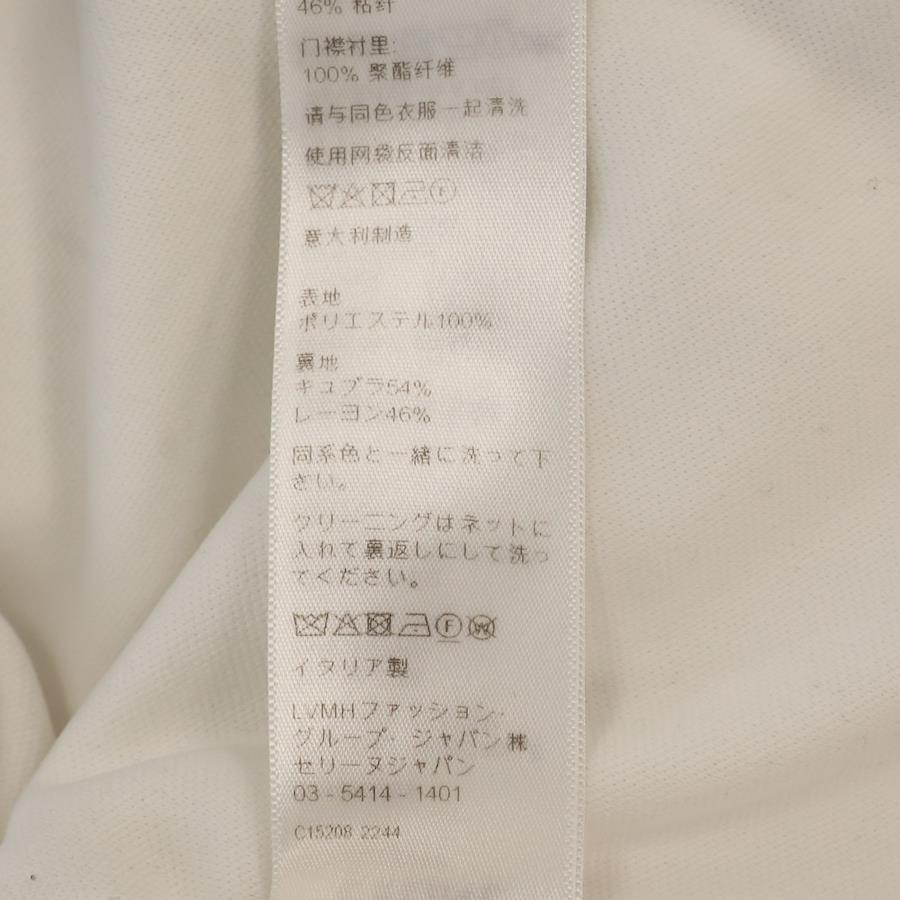 46% 粘纤
门襟衬里:
100% 聚酯纤维
请与同色衣服一起清洗
使用网袋反面清洁
意大利制造
表地
ポリエステル100%
裏地
キュプラ54%
レーヨン46%
同系色と一緒に洗って下
さい。
クリーニングはネットに
入れて裏返しにして洗っ
てください。
F W
イタリア製
LVMHファッション・
グループ・ジャパン㈱
セリーヌジャパン
03-5414-1401
C15208 2244